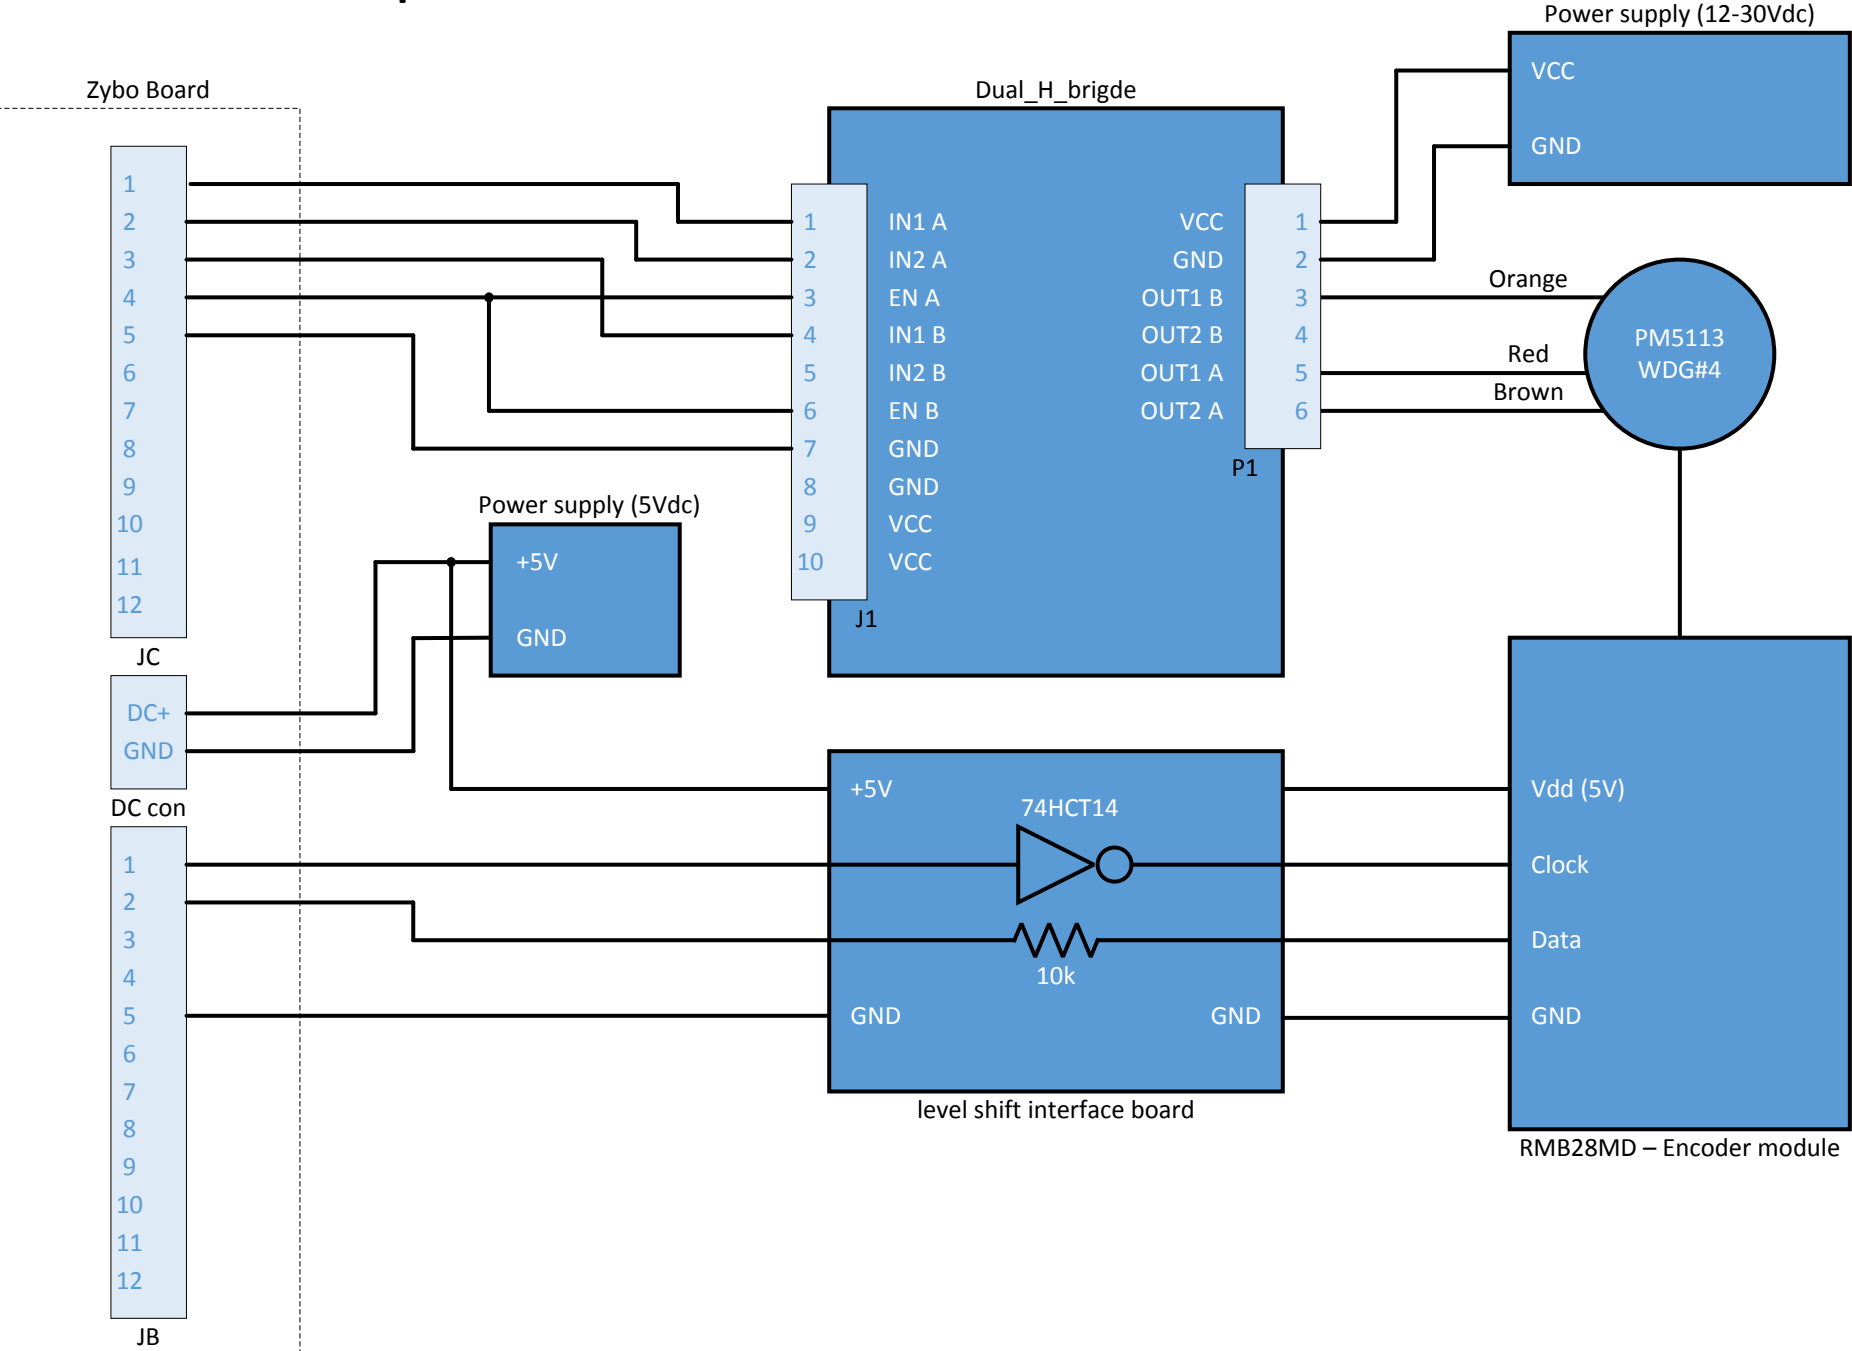 Power supply (12-30Vdc)
VCC
GND
Zybo Board
1
2
3
4
5
6
7
8
9
10
11
12
JC
DC+
GND
DC con
1
2
3
4
5
6
7
8
9
10
11
12
JB
Dual_H_brigde
1 IN1 A
2 IN2 A
3 EN A
4 IN1 B
5 IN2 B
6 EN B
7 GND
8 GND
9 VCC
10 VCC
J1
VCC 1
GND 2
OUT1 B 3
OUT2 B 4
OUT1 A 5
OUT2 A 6
P1
Orange
Red
Brown
PM5113
WDG#4
Power supply (5Vdc)
+5V
GND
+5V
74HCT14
10k
GND
GND
level shift interface board
Vdd (5V)
Clock
Data
GND
RMB28MD – Encoder module